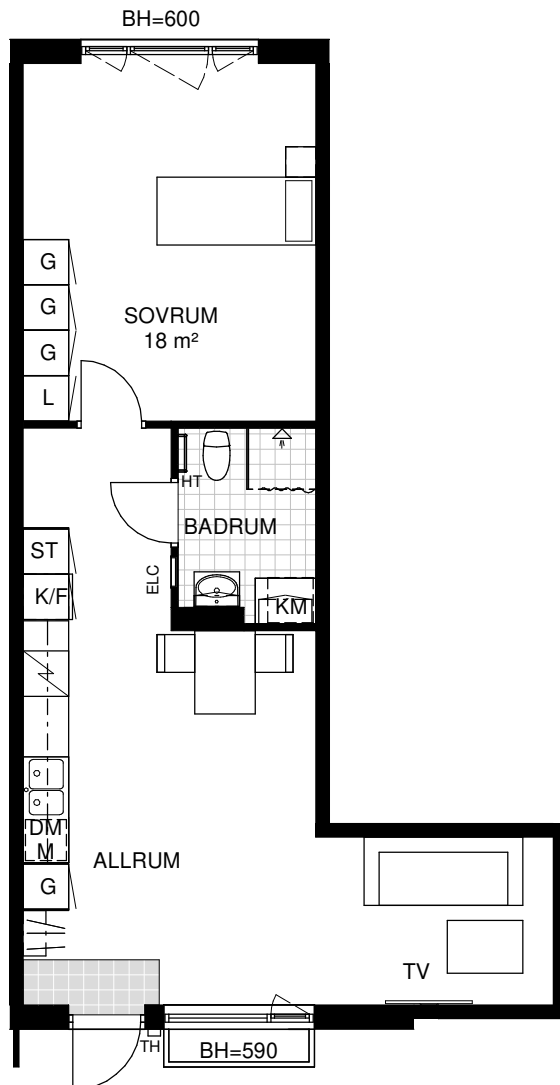 BH=600
G
G
SOVRUM
18 m²
G
L
HT
BADRUM
ST
ELC
K/F
KM
DM
M
ALLRUM
G
TV
TH
BH=590